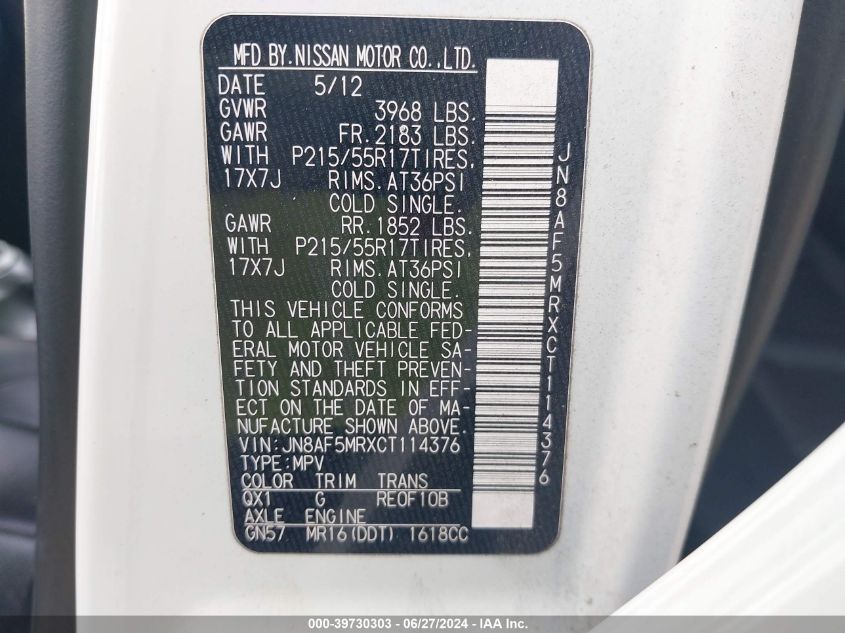 MFD BY.NISSAN MOTOR CO.,LTD.
DATE 5/12
GVWR 3968 LBS.
GAWR FR.2183 LBS.
WITH P215/55R17TIRES,
17X7J RIMS.AT36PSI
COLD SINGLE.
GAWR RR.1852 LBS.
WITH P215/55R17TIRES,
17X7J RIMS.AT36PSI
COLD SINGLE.
THIS VEHICLE CONFORMS
TO ALL APPLICABLE FED-
ERAL MOTOR VEHICLE SA-
FETY AND THEFT PREVEN-
TION STANDARDS IN EFF-
ECT ON THE DATE OF MA-
NUFACTURE SHOWN ABOVE.
VIN:JN8AF5MRXCT114376
TYPE:MPV
COLOR TRIM TRANS
QX1 G REOF10B
AXLE ENGINE
GN57 MR16(DDT) 1618CC
JN8AF5MRXCT114376
000-39730303 - 06/27/2024 - IAA Inc.